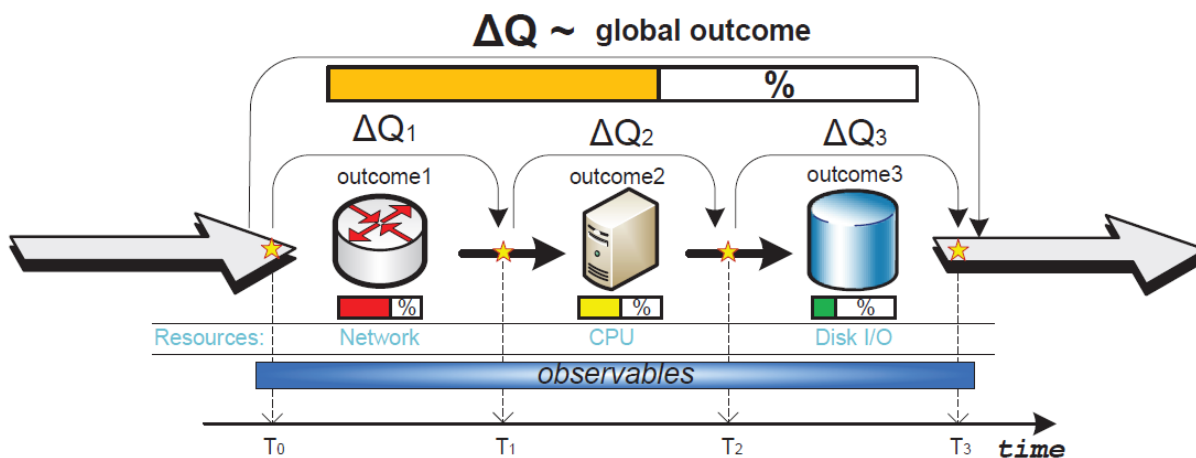 ΔQ ~ global outcome
%
ΔQ1 ΔQ2 ΔQ3
outcome1 outcome2 outcome3
% % %
Resources: Network CPU Disk I/O
observables
T0 T1 T2 T3 time